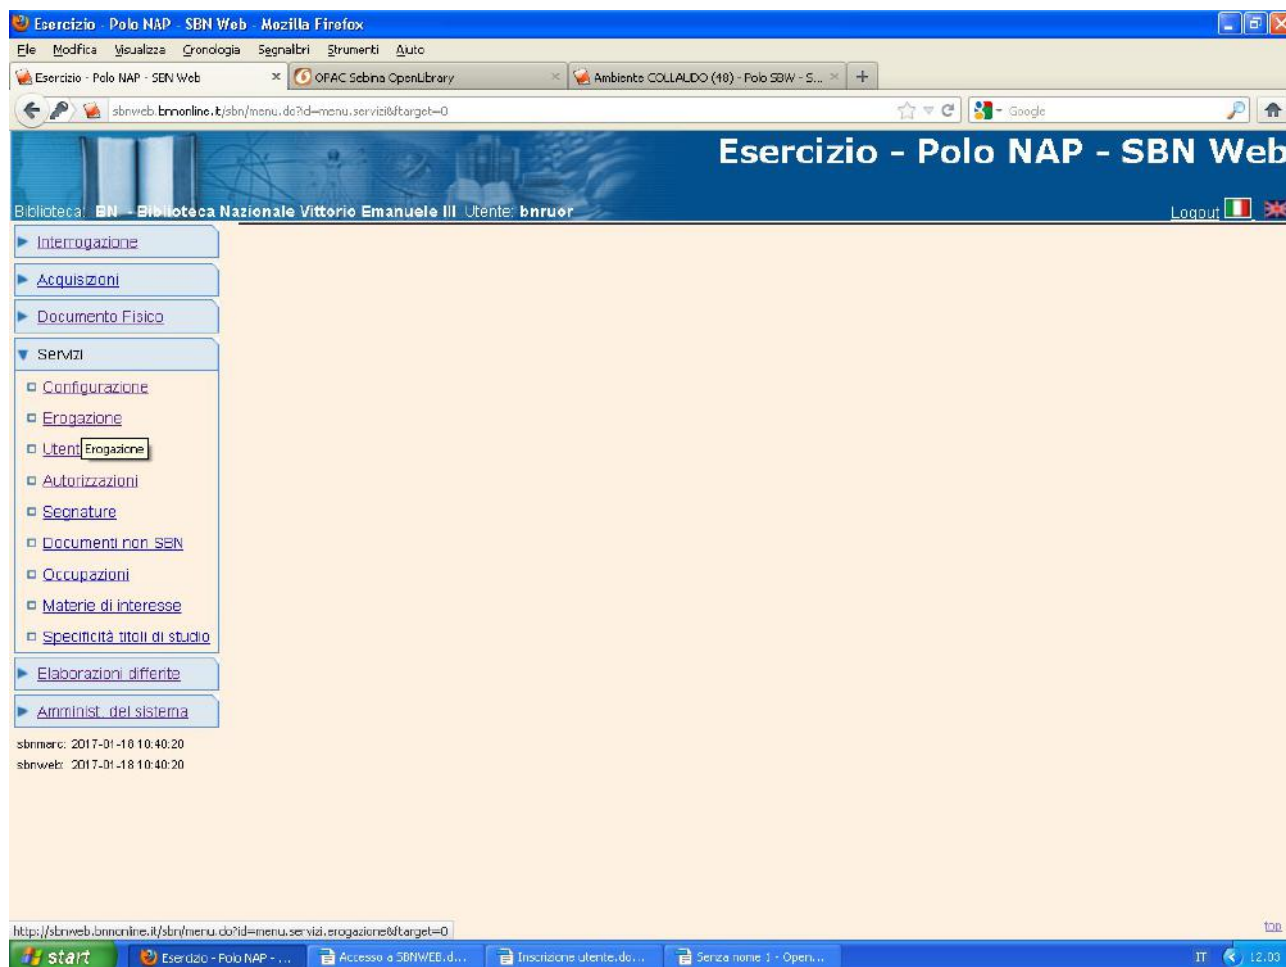 Esercizio - Polo NAP - SBN Web - Mozilla Firefox
File Modifica Visualizza Cronologia Segnalibri Strumenti Aiuto
Esercizio - Polo NAP - SBN Web
OPAC Sebina OpenLibrary
Ambiente COLLAUDO (48) - Polo SBW - S...
sbnweb.bnnonline.it/sbn/menu.do?id=menu.servizi&ftarget=0
Google
Esercizio - Polo NAP - SBN Web
Biblioteca: BN - Biblioteca Nazionale Vittorio Emanuele III Utente: bnruor
Logout
Interrogazione
Acquisizioni
Documento Fisico
Servizi
Configurazione
Erogazione
Utent
Erogazione
Autorizzazioni
Segnature
Documenti non SBN
Occupazioni
Materie di interesse
Specificità titoli di studio
Elaborazioni differite
Amminist. del sistema
sbnmarc: 2017-01-18 10:40:20
sbnweb: 2017-01-18 10:40:20
top
http://sbnweb.bnnonline.it/sbn/menu.do?id=menu.servizi.erogazione&ftarget=0
start
Esercizio - Polo NAP - ...
Accesso a SBNWEB.d...
Inscrizione utente.do...
Senza nome 1 - Open...
IT
12.03